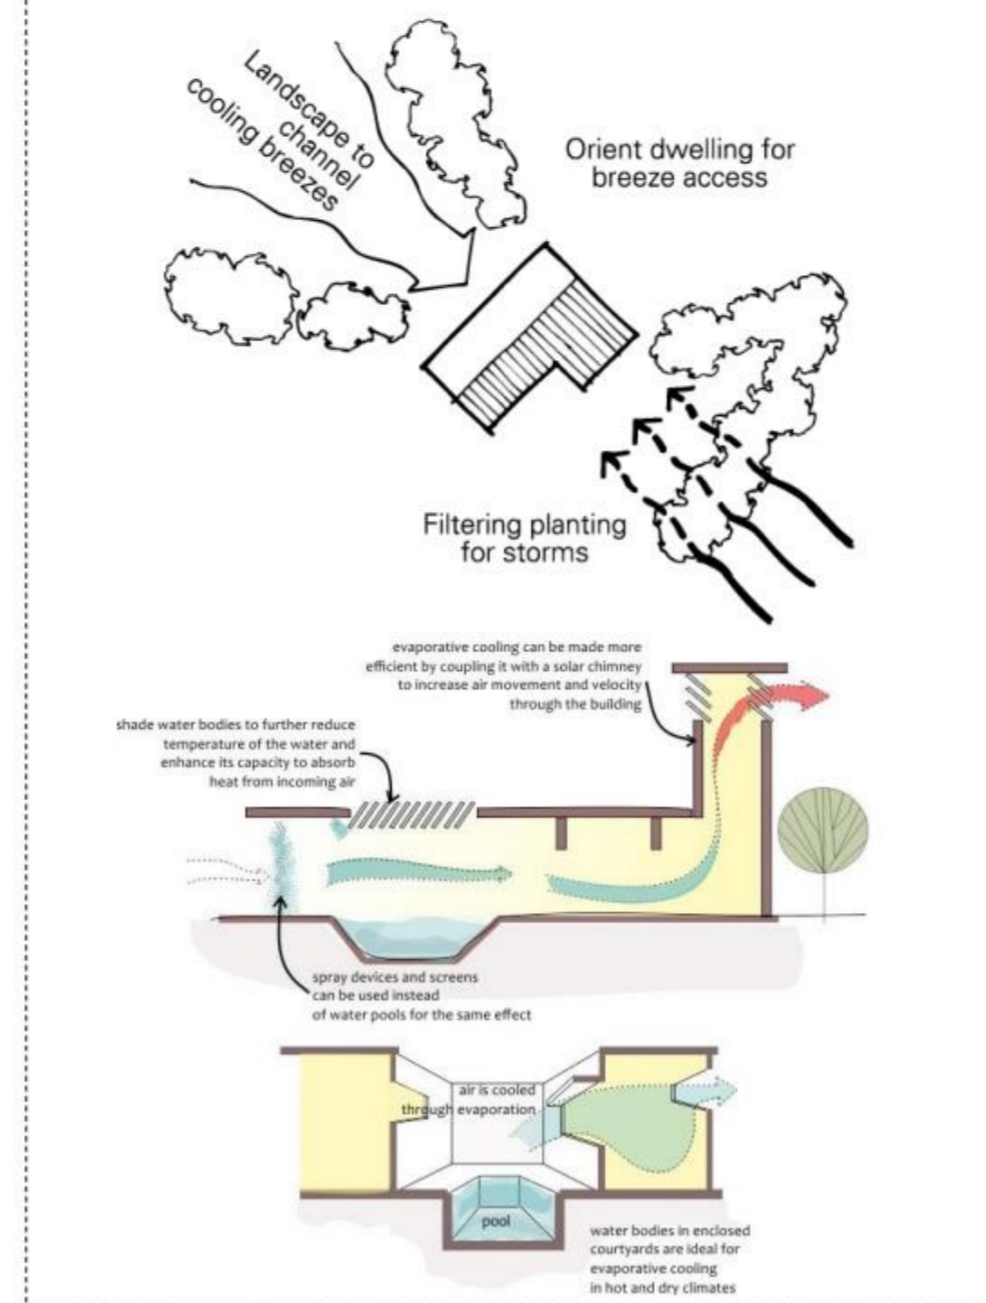 Landscape to
channel
cooling breezes
Orient dwelling for
breeze access
Filtering planting
for storms
evaporative cooling can be made more
efficient by coupling it with a solar chimney
to increase air movement and velocity
through the building
shade water bodies to further reduce
temperature of the water and
enhance its capacity to absorb
heat from incoming air
spray devices and screens
can be used instead
of water pools for the same effect
air is cooled
through evaporation
pool
water bodies in enclosed
courtyards are ideal for
evaporative cooling
in hot and dry climates